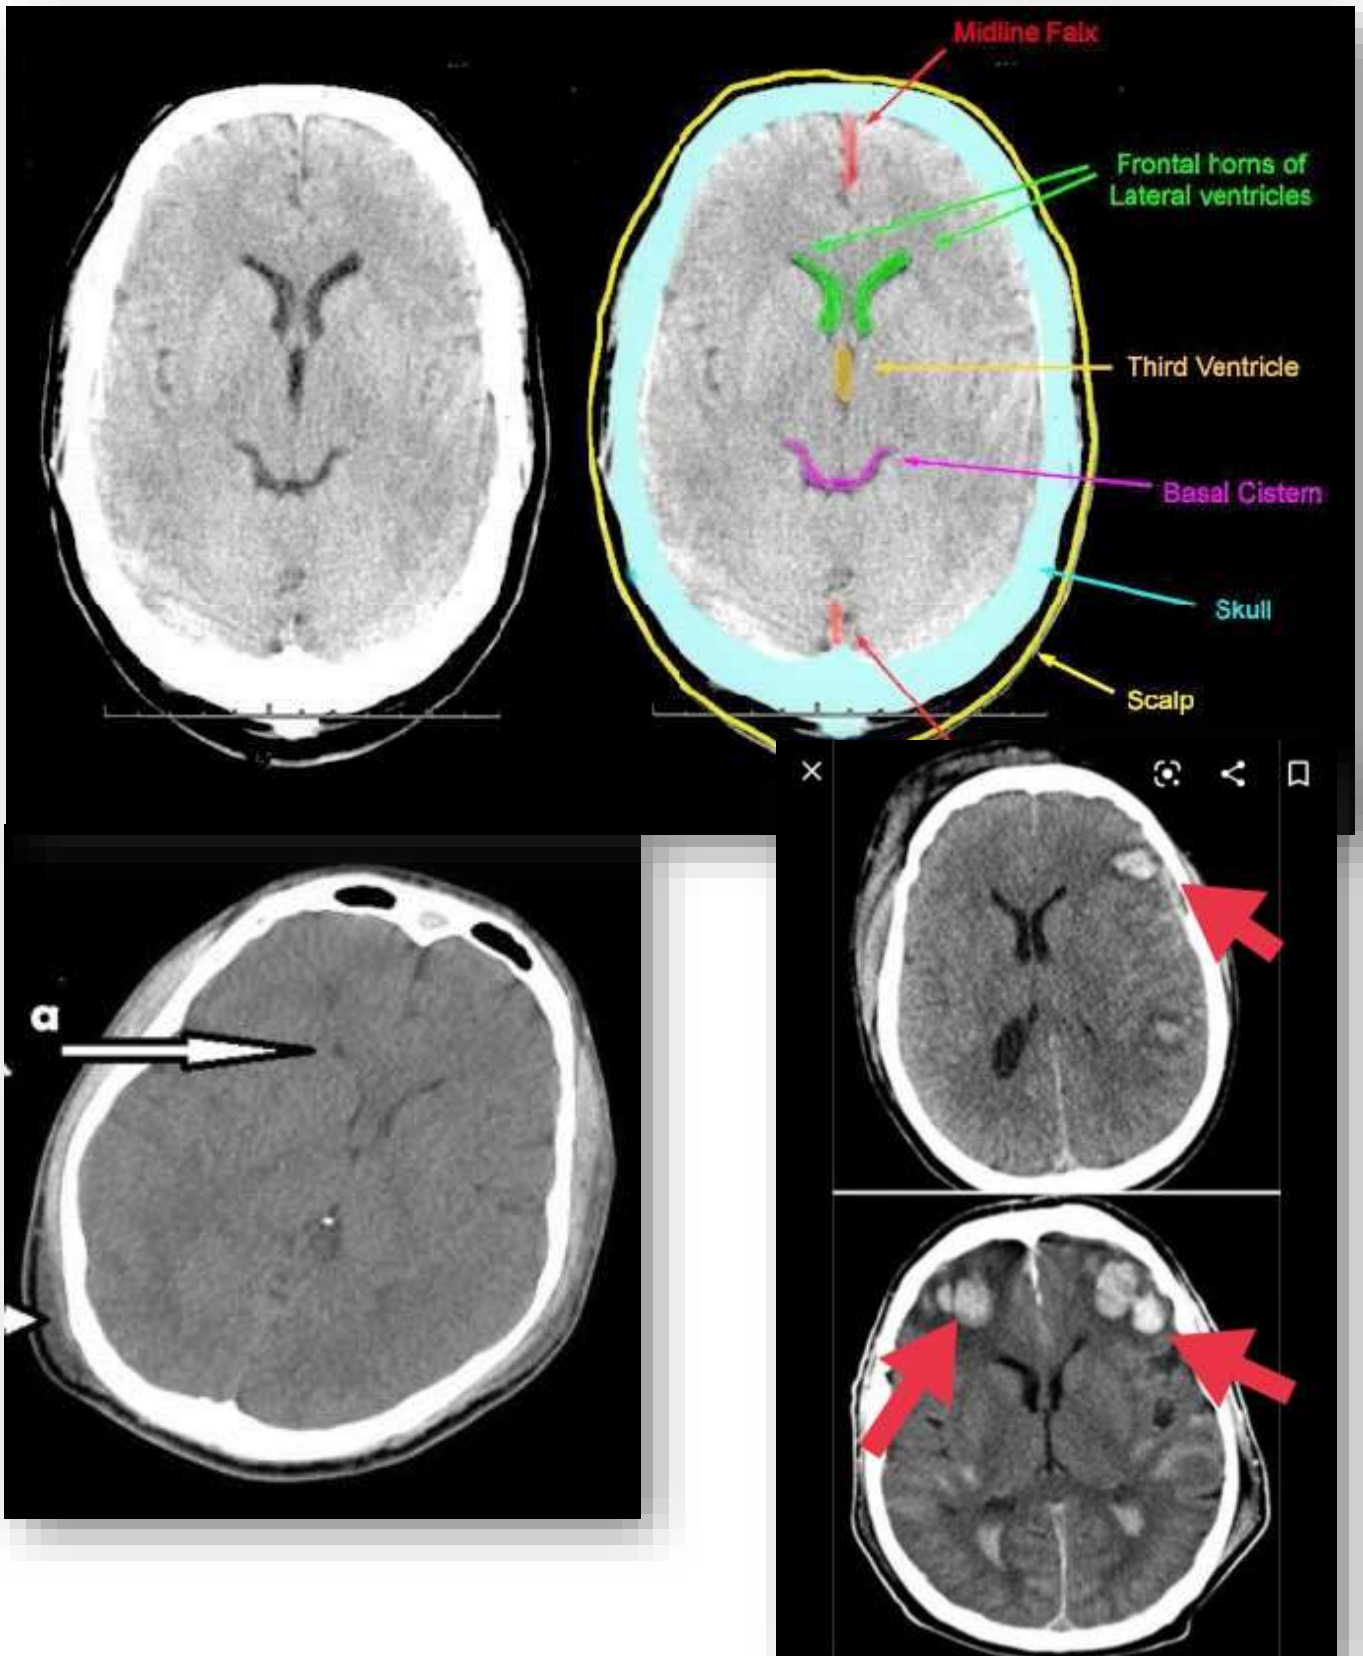 Midline Falx
Frontal horns of
Lateral ventricles
Third Ventricle
Basal Cistern
Skull
Scalp
a